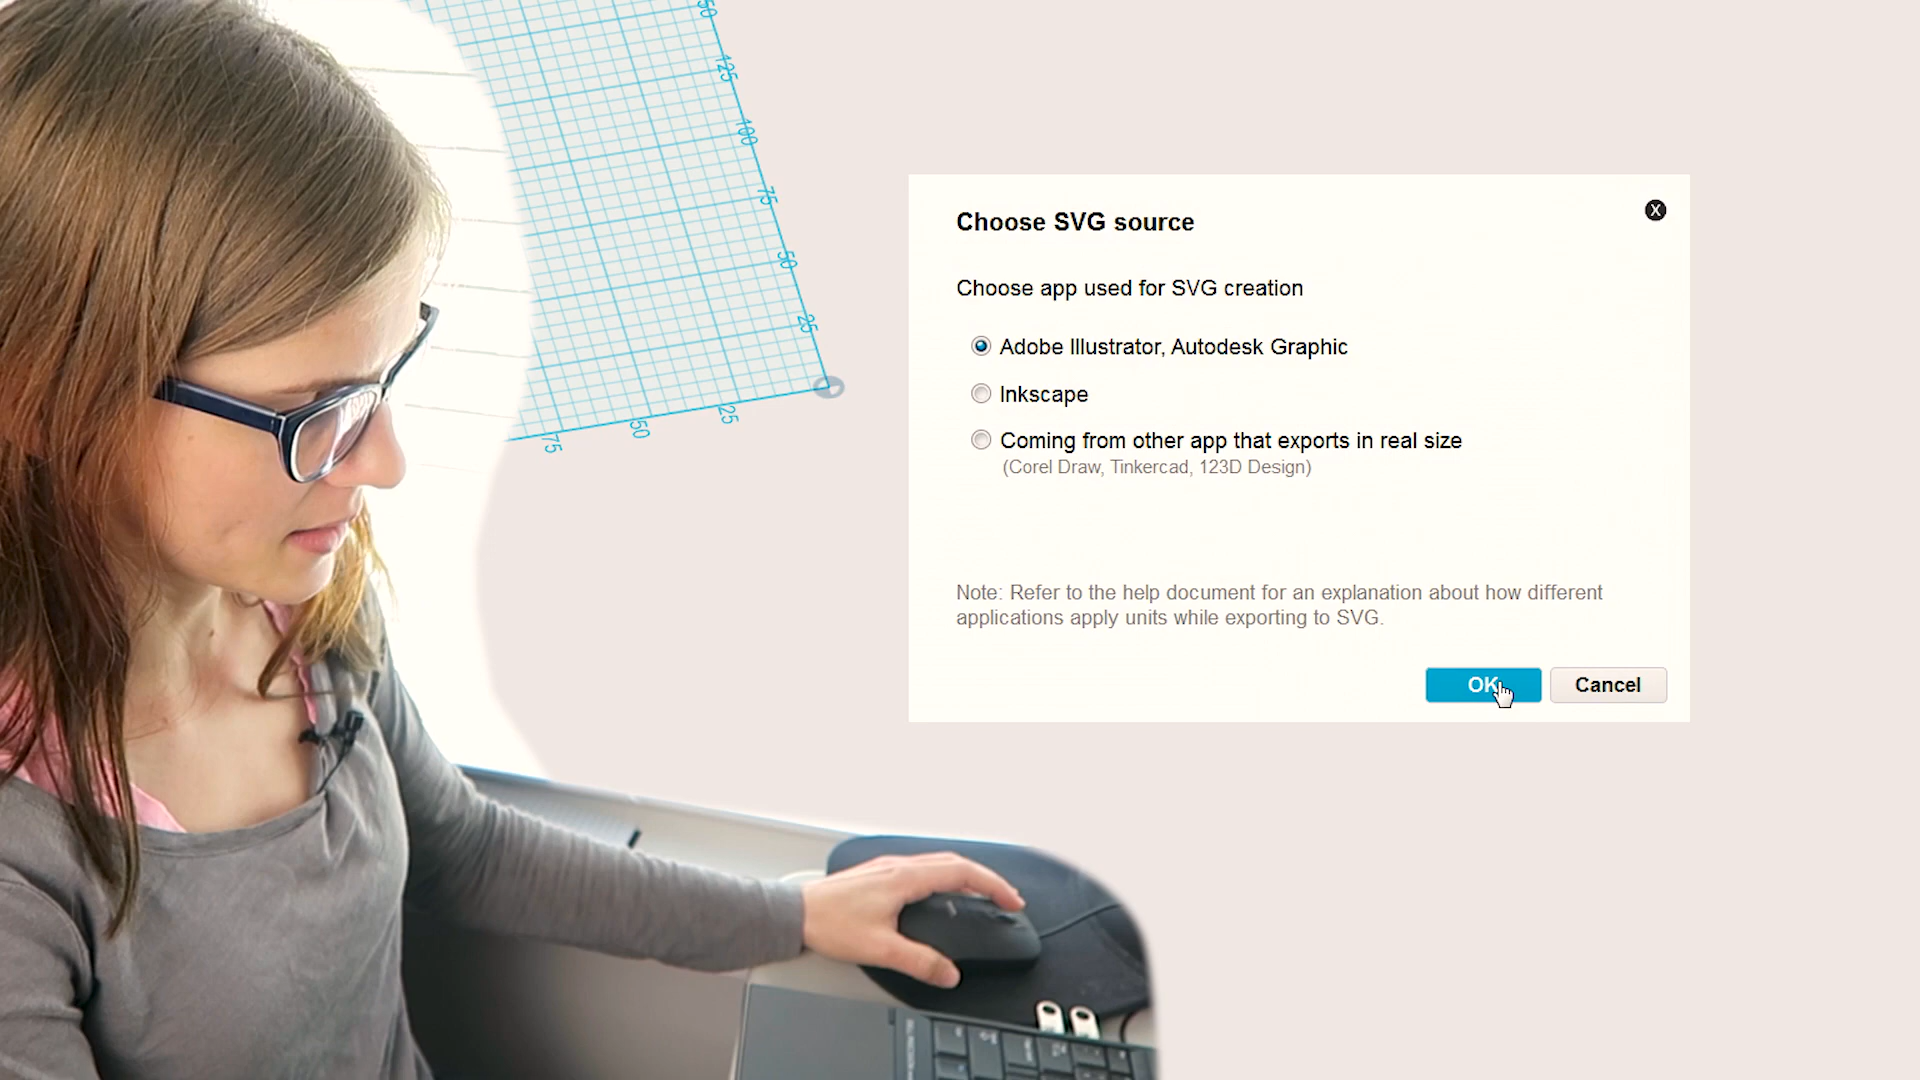 50
125
100
75
50
25
25
50
75
X
Choose SVG source
Choose app used for SVG creation
Adobe Illustrator, Autodesk Graphic
Inkscape
Coming from other app that exports in real size
(Corel Draw, Tinkercad, 123D Design)
Note: Refer to the help document for an explanation about how different
applications apply units while exporting to SVG.
OK
Cancel